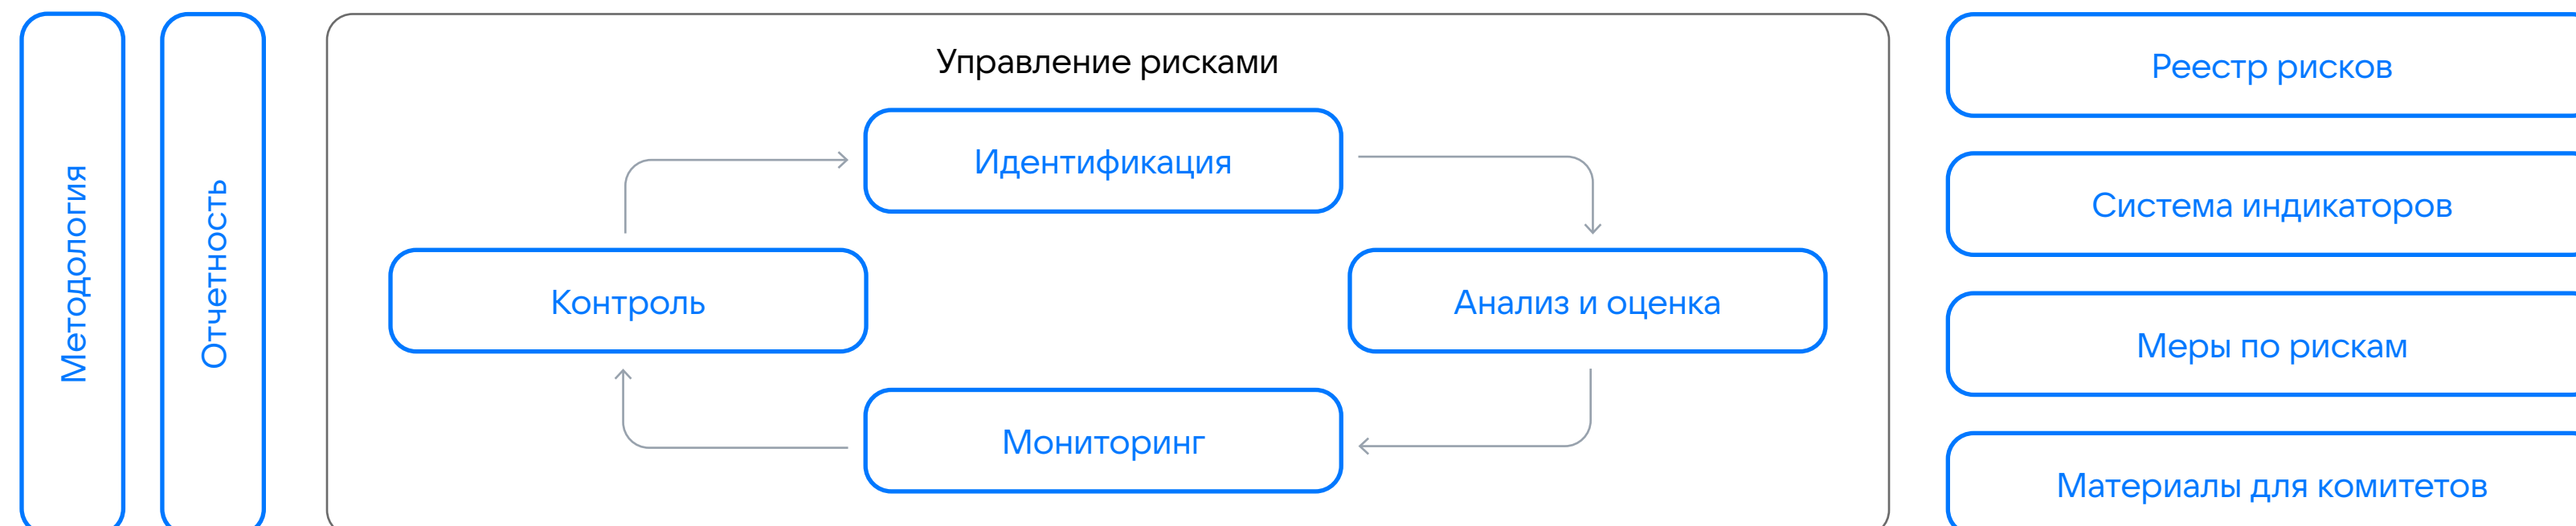 Методология
Отчетность
Управление рисками
Идентификация
Контроль
Анализ и оценка
Мониторинг
Реестр рисков
Система индикаторов
Меры по рискам
Материалы для комитетов